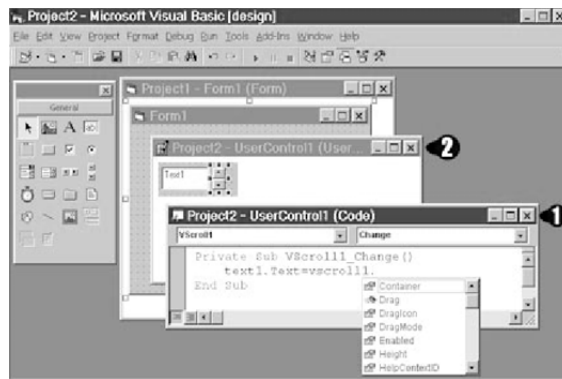 Project2 - Microsoft Visual Basic [design]
File Edit View Project Format Debug Run Tools Add-Ins Window Help
Project1 - Form1 (Form)
General
Form1
A ab
Project2 - UserControl1 (User...
2
Text1
Project2 - UserControl1 (Code)
1
VScroll1 Change
Private Sub VScroll1_Change()
text1.Text=vscroll1.
End Sub
Container
Drag
DragIcon
DragMode
Enabled
Height
HelpContextID